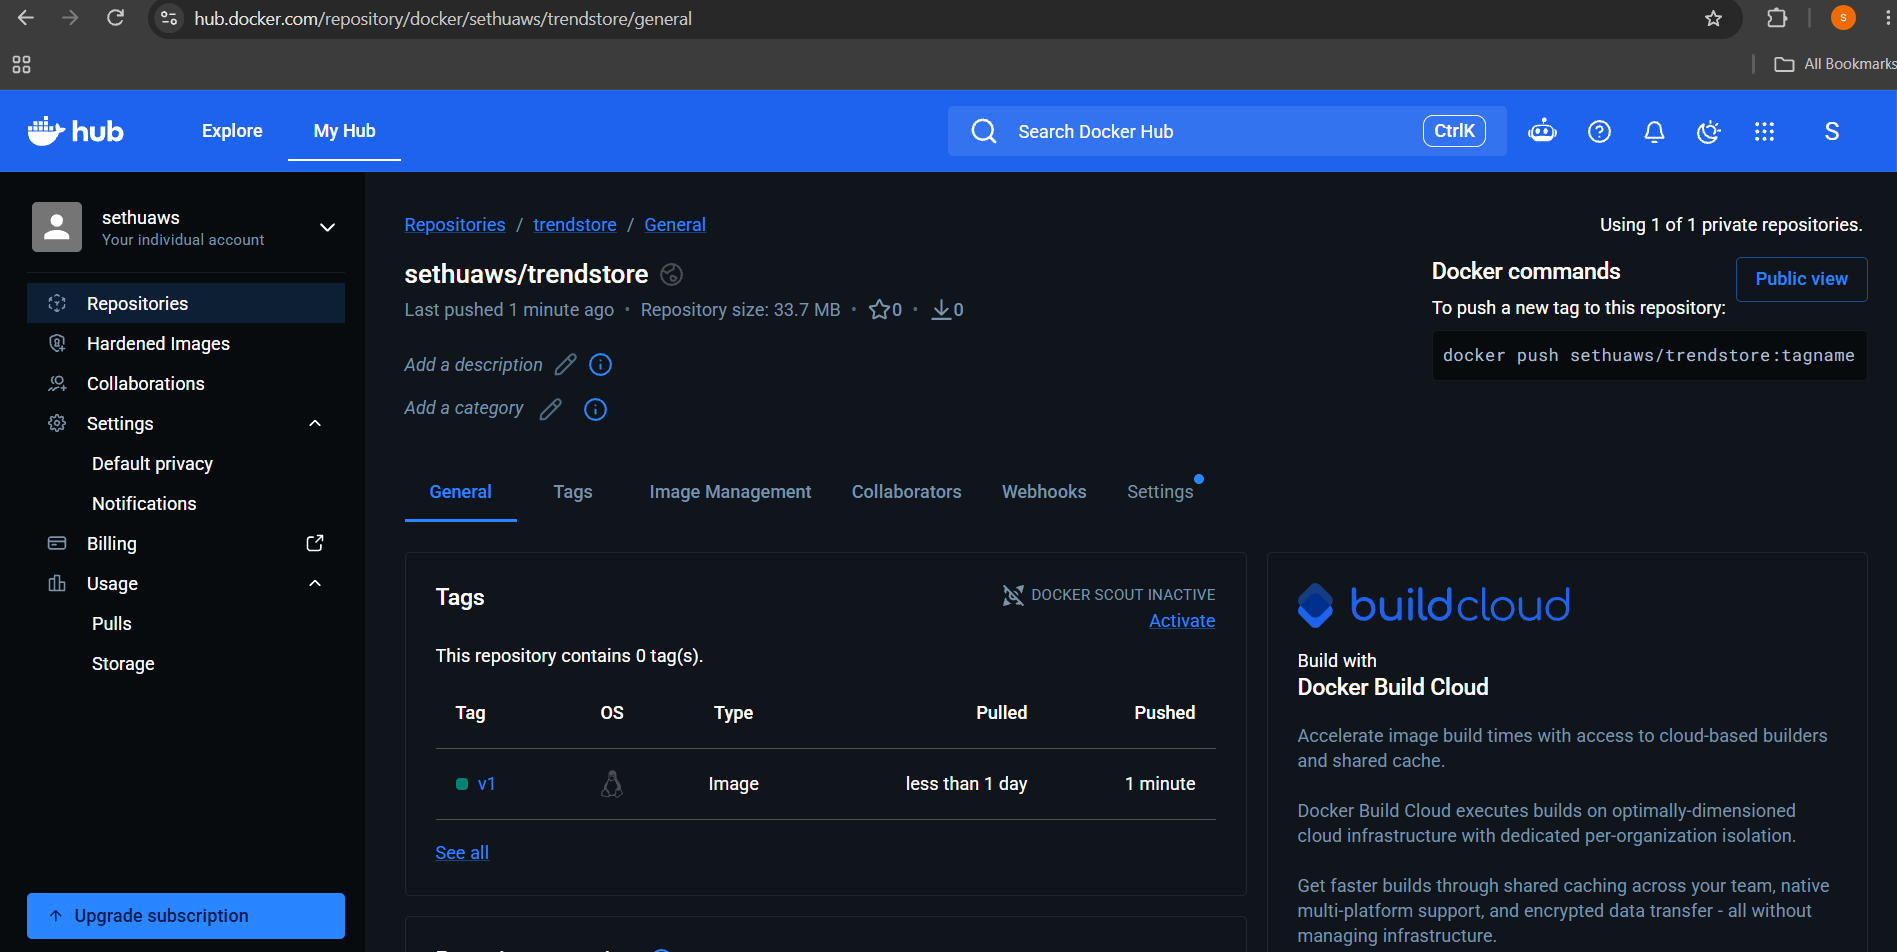 hub.docker.com/repository/docker/sethuaws/trendstore/general
S
All Bookmarks
hub
Explore
My Hub
Search Docker Hub
CtrlK
S
sethuaws
Your individual account
Repositories
Hardened Images
Collaborations
Settings
Default privacy
Notifications
Billing
Usage
Pulls
Storage
Upgrade subscription
Repositories / trendstore / General
Using 1 of 1 private repositories.
sethuaws/trendstore
Last pushed 1 minute ago • Repository size: 33.7 MB • 0 • 0
Add a description
Add a category
Docker commands
Public view
To push a new tag to this repository:
docker push sethuaws/trendstore:tagname
General
Tags
Image Management
Collaborators
Webhooks
Settings
Tags
DOCKER SCOUT INACTIVE
Activate
This repository contains 0 tag(s).
Tag OS Type Pulled Pushed
v1 Image less than 1 day 1 minute
See all
buildcloud
Build with
Docker Build Cloud
Accelerate image build times with access to cloud-based builders
and shared cache.
Docker Build Cloud executes builds on optimally-dimensioned
cloud infrastructure with dedicated per-organization isolation.
Get faster builds through shared caching across your team, native
multi-platform support, and encrypted data transfer - all without
managing infrastructure.